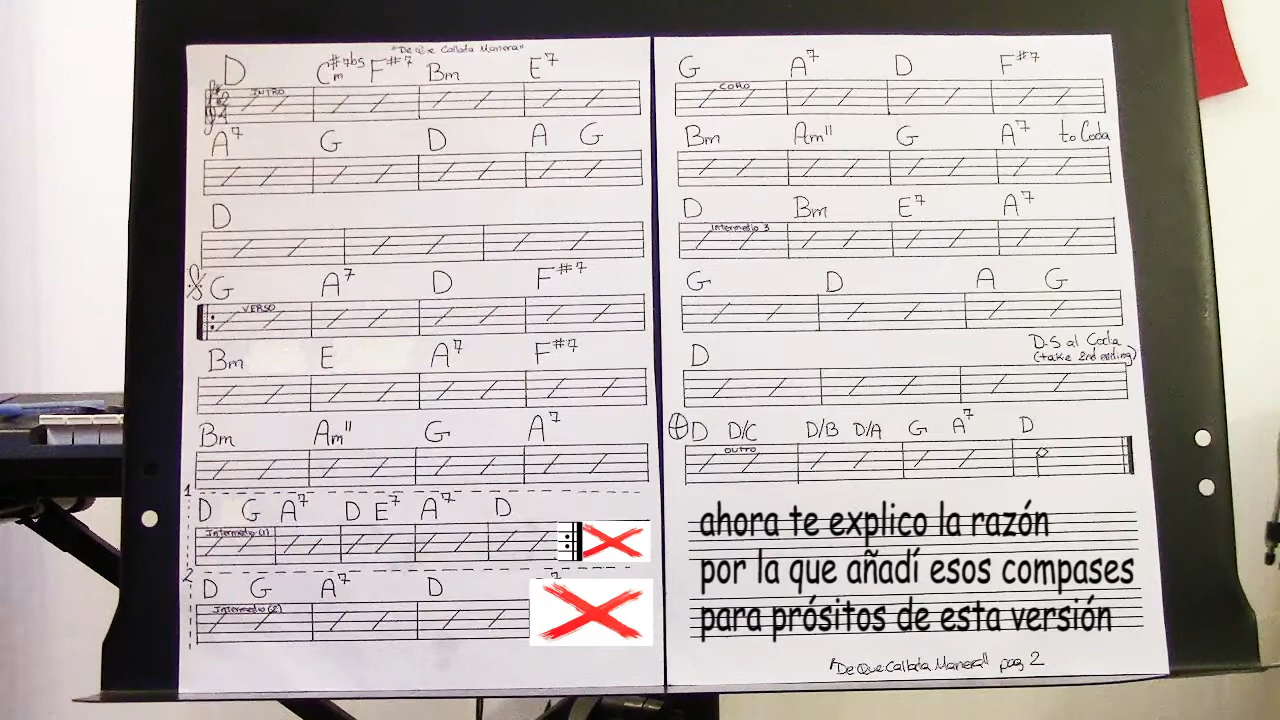 "De Que Callada Manera"
D C#m7b5 F#7 Bm E7
INTRO
A7 G D A G
D
G A7 D F#7
VERSO
Bm E A7 F#7
Bm Am11 G A7
1
D G A7 D E7 A7 D
Intermedio (1)
2
D G A7 D 7
Intermedio (2)
G A7 D F#7
CORO
Bm Am11 G A7 to Coda
D Bm E7 A7
Intermedio 3
G D A G
D D.S al Coda
(take 2nd ending)
D D/C D/B D/A G A7 D
OUTRO
ahora te explico la razón
por la que añadí esos compases
para prósitos de esta versión
"De Que Callada Manera" pag 2